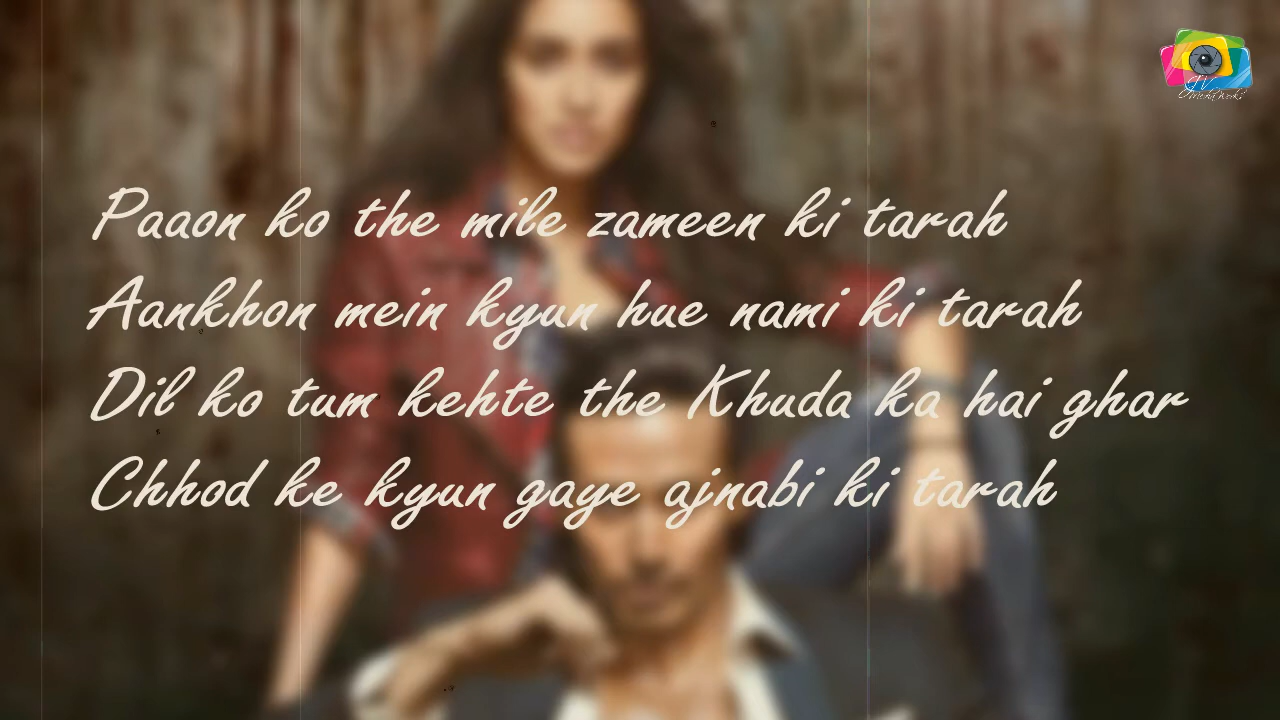 Paaon ko the mile zameen ki tarah
Aankhon mein kyun hue nami ki tarah
Dil ko tum kehte the Khuda ka hai ghar
Chhod ke kyun gaye ajnabi ki tarah